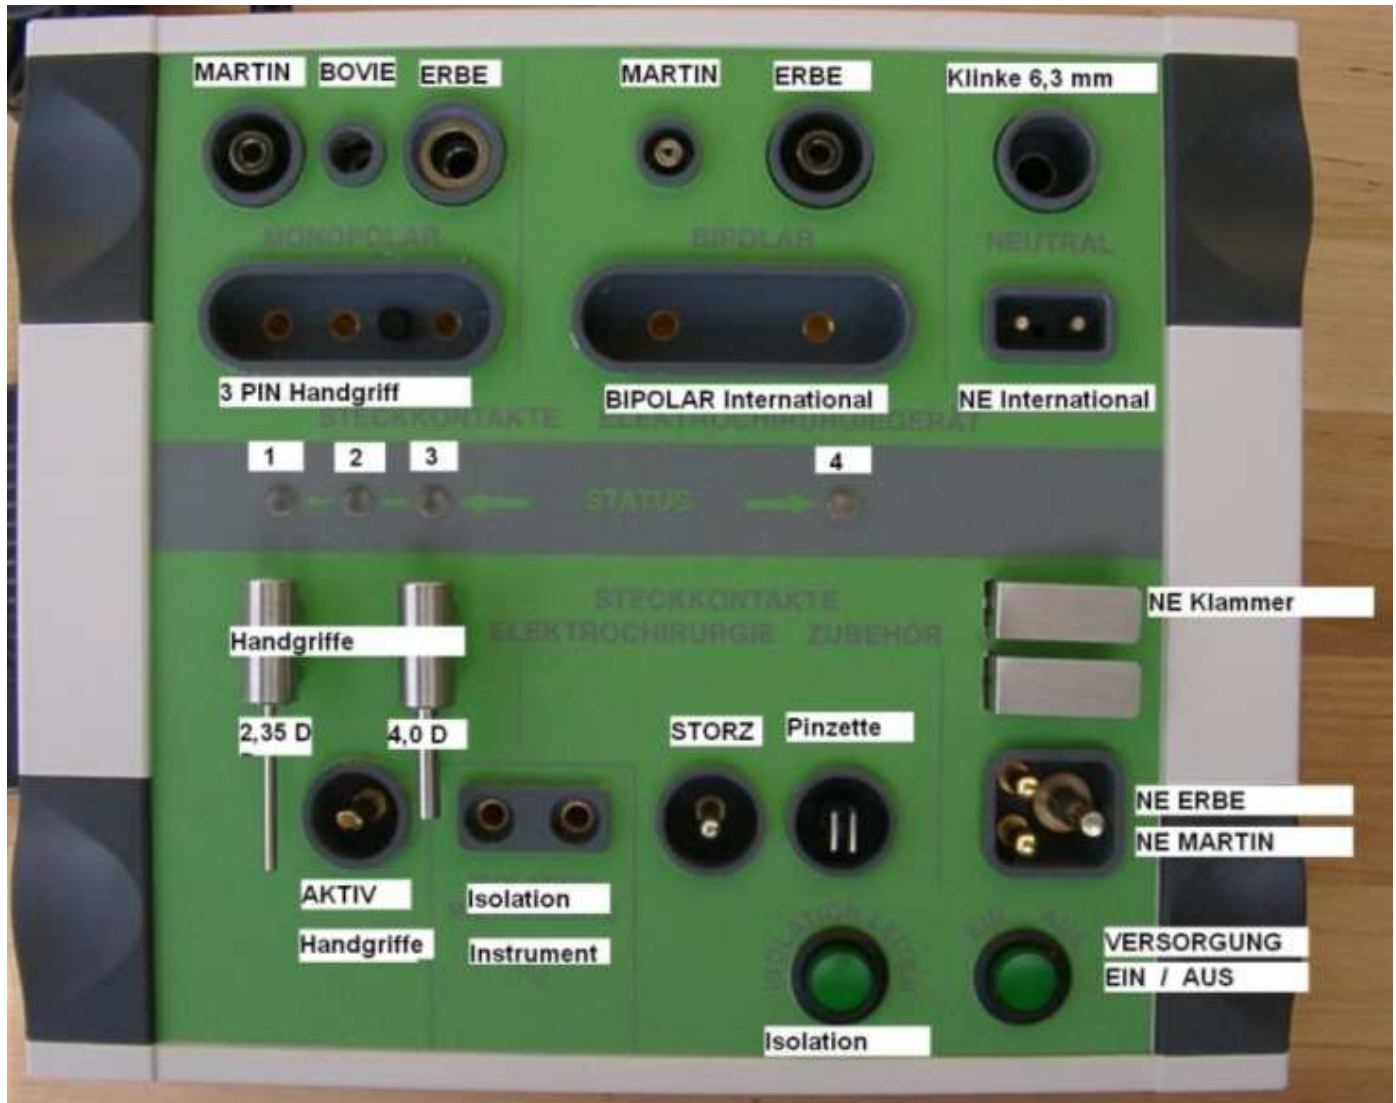 MARTIN
BOVIE
ERBE
MARTIN
ERBE
Klinke 6,3 mm
MONOPOLAR
BIPOLAR
NEUTRAL
3 PIN Handgriff
BIPOLAR International
NE International
STECKKONTAKTE ELEKTROCHIRURGIEGERÄT
1
2
3
4
STATUS
STECKKONTAKTE
ELEKTROCHIRURGIE ZUBEHÖR
NE Klammer
Handgriffe
2,35 D
4,0 D
STORZ
Pinzette
NE ERBE
NE MARTIN
AKTIV
Handgriffe
Isolation
Instrument
ISOLATION LEITER
EIN AUS
VERSORGUNG
EIN / AUS
Isolation